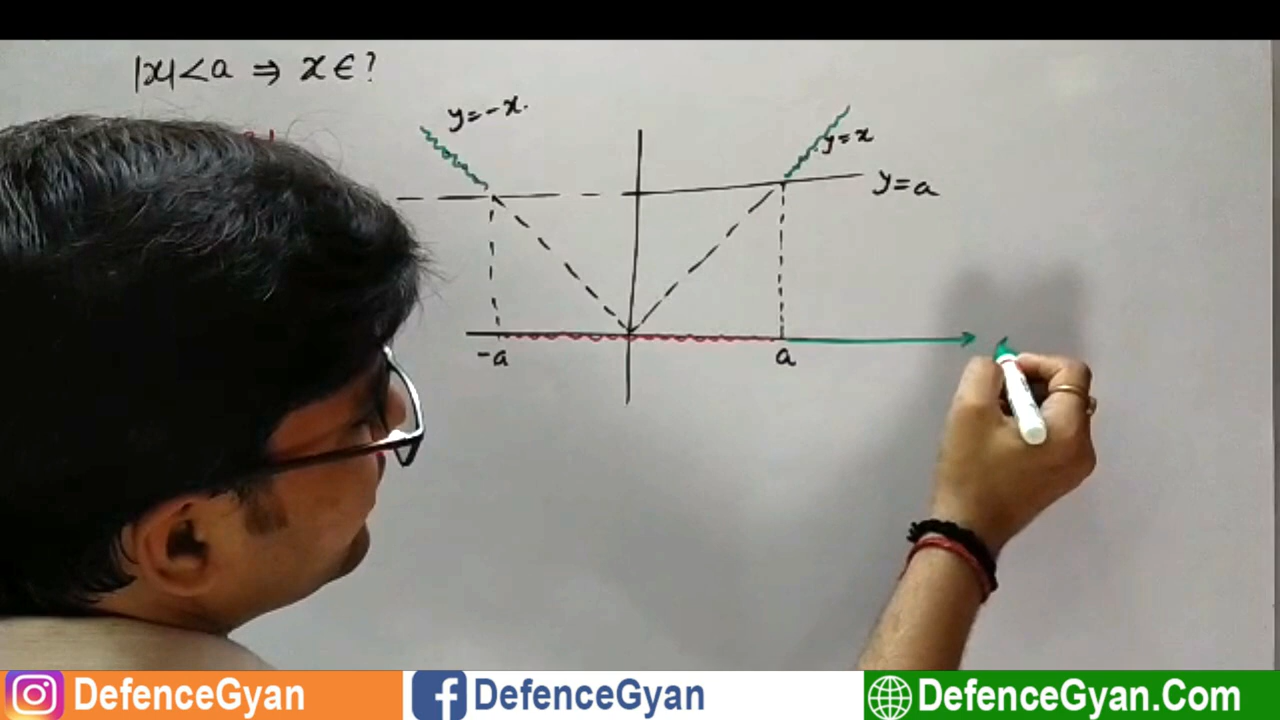 |x|<a ⇒ x∈?
y=-x.
y=x
y=a
-a
a
DefenceGyan
DefenceGyan
DefenceGyan.Com